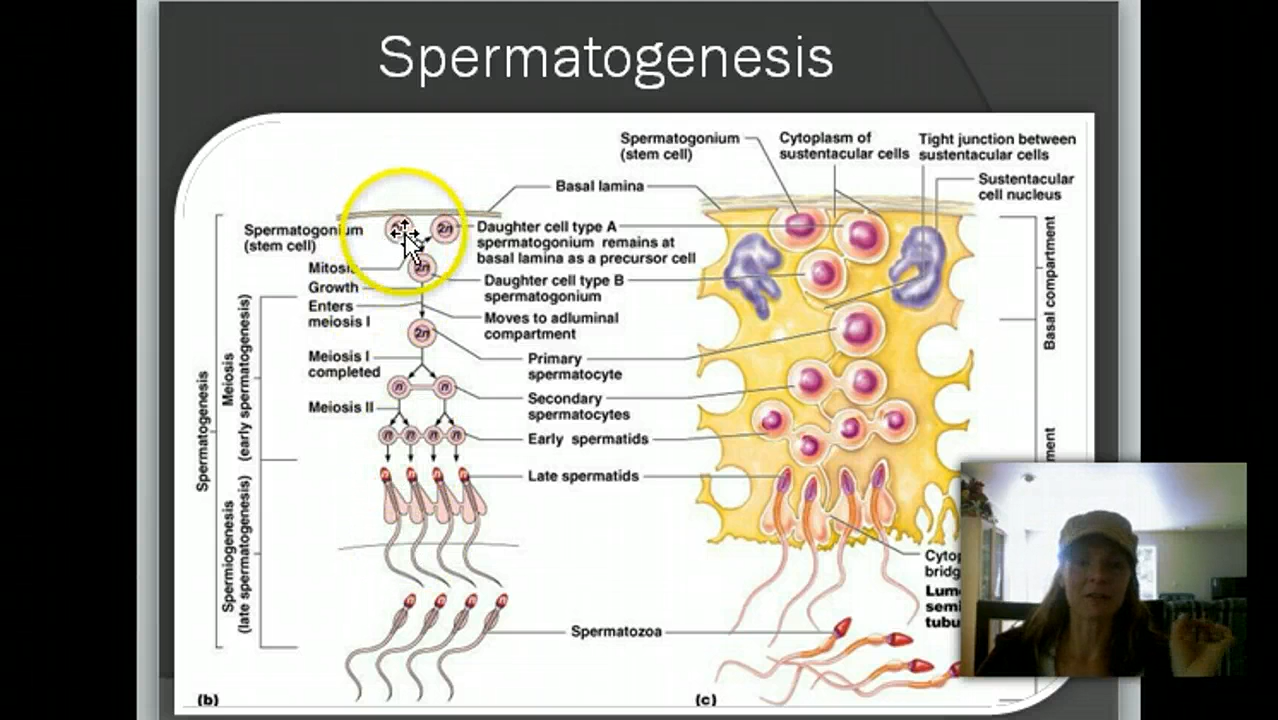 Spermatogenesis
Spermatogonium
(stem cell)
Cytoplasm of
sustentacular cells
Tight junction between
sustentacular cells
Sustentacular
cell nucleus
Basal lamina
Spermatogonium
(stem cell)
2n
Daughter cell type A
spermatogonium remains at
basal lamina as a precursor cell
Mitosis
2n
Daughter cell type B
spermatogonium
Growth
Enters
meiosis I
Moves to adluminal
compartment
2n
Primary
spermatocyte
Meiosis I
completed
n
n
Secondary
spermatocytes
Meiosis II
n
n
n
n
Early spermatids
n
n
n
n
Late spermatids
n
n
n
n
Spermatozoa
Spermatogenesis
Meiosis
(early spermatogenesis)
Spermiogenesis
(late spermatogenesis)
Basal compartment
(b)
(c)